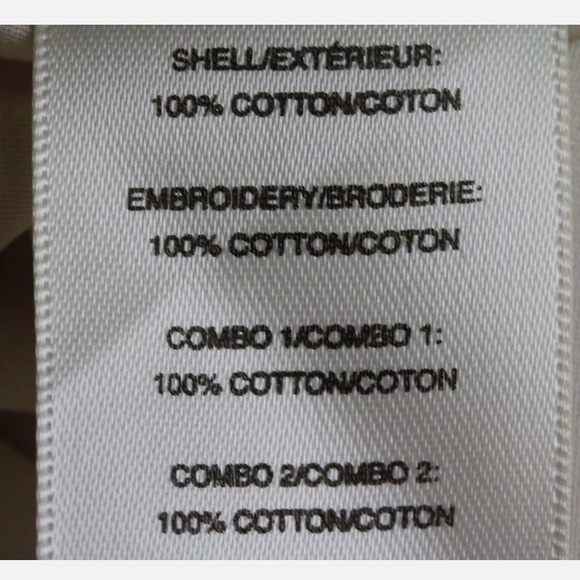 SHELL/EXTÉRIEUR:
100% COTTON/COTON
EMBROIDERY/BRODERIE:
100% COTTON/COTON
COMBO 1/COMBO 1:
100% COTTON/COTON
COMBO 2/COMBO 2:
100% COTTON/COTON